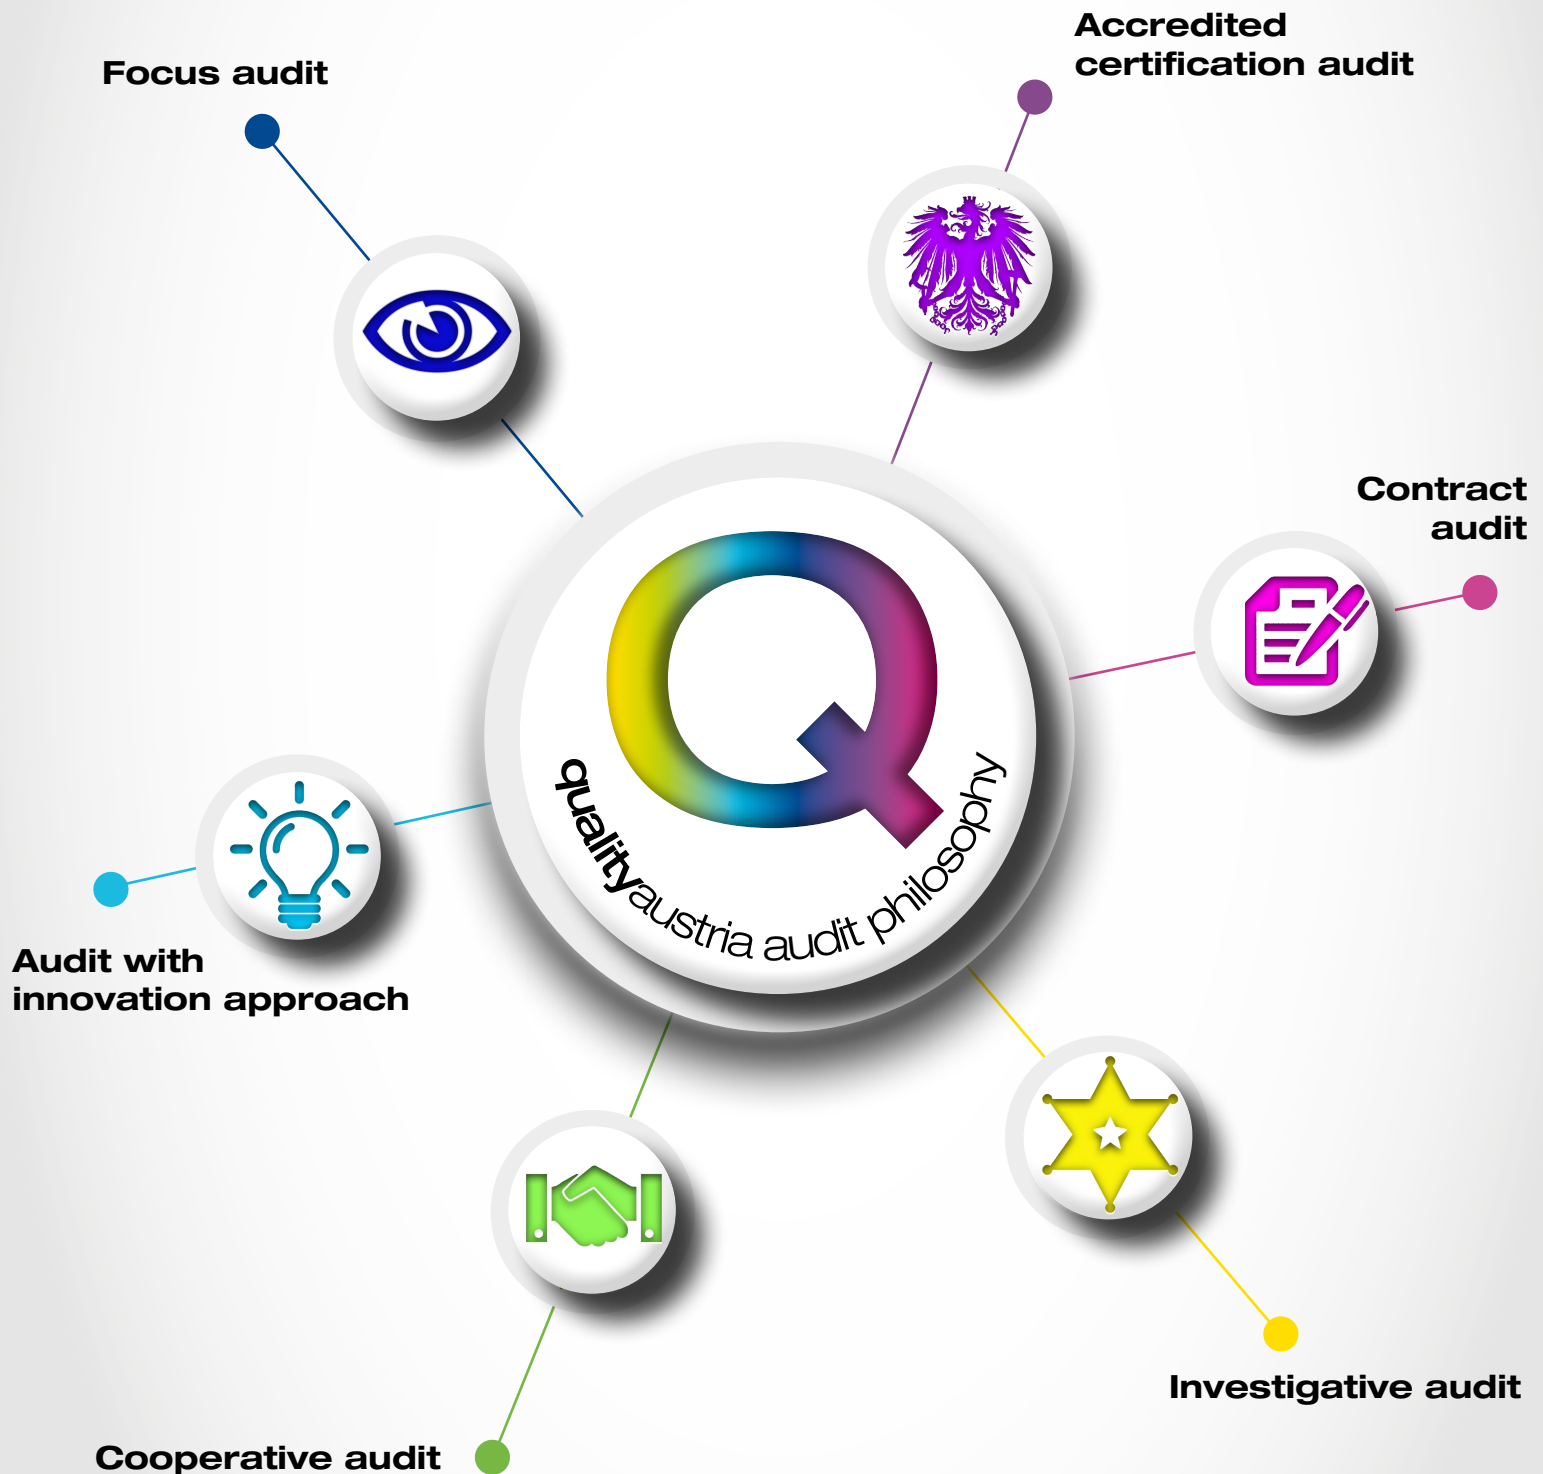 Focus audit
Accredited
certification audit
Contract
audit
Q
qualityaustria audit philosophy
Audit with
innovation approach
Investigative audit
Cooperative audit